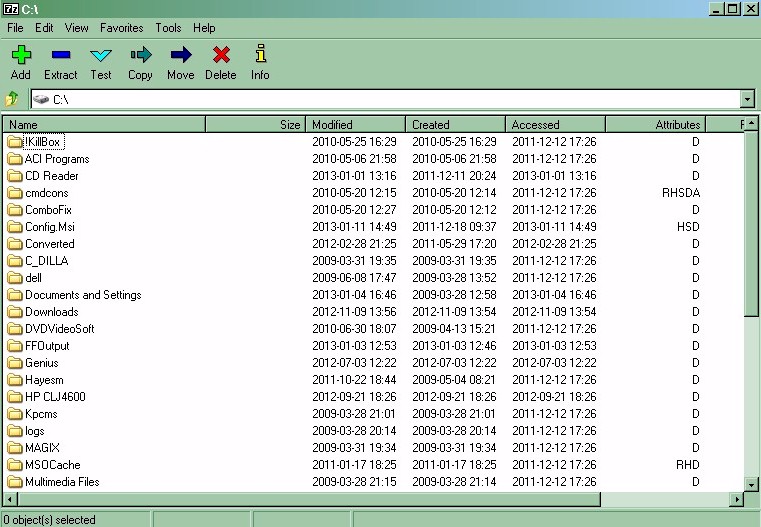 7z C:\
File Edit View Favorites Tools Help
Add Extract Test Copy Move Delete Info
C:\
Name Size Modified Created Accessed Attributes
!KillBox 2010-05-25 16:29 2010-05-25 16:29 2011-12-12 17:26 D
ACI Programs 2010-05-06 21:58 2010-05-06 21:58 2011-12-12 17:26 D
CD Reader 2013-01-01 13:16 2011-12-11 20:24 2013-01-01 13:16 D
cmdcons 2010-05-20 12:15 2010-05-20 12:14 2011-12-12 17:26 RHSDA
ComboFix 2010-05-20 12:27 2010-05-20 12:12 2011-12-12 17:26 D
Config.Msi 2013-01-11 14:49 2011-12-18 09:37 2013-01-11 14:49 HSD
Converted 2012-02-28 21:25 2011-05-29 17:20 2012-02-28 21:25 D
C_DILLA 2009-03-31 19:35 2009-03-31 19:35 2011-12-12 17:26 D
dell 2009-06-08 17:47 2009-03-28 13:52 2011-12-12 17:26 D
Documents and Settings 2013-01-04 16:46 2009-03-28 12:58 2013-01-04 16:46 D
Downloads 2012-11-09 13:56 2012-11-09 13:54 2012-11-09 13:54 D
DVDVideoSoft 2010-06-30 18:07 2009-04-13 15:21 2011-12-12 17:26 D
FFOutput 2013-01-03 12:53 2013-01-03 12:46 2013-01-03 12:53 D
Genius 2012-07-03 12:22 2012-07-03 12:22 2012-07-03 12:22 D
Hayesm 2011-10-22 18:44 2009-05-04 08:21 2011-12-12 17:26 D
HP CLJ4600 2012-09-21 18:26 2012-09-21 18:26 2012-09-21 18:26 D
Kpcms 2009-03-28 21:01 2009-03-28 21:01 2011-12-12 17:26 D
logs 2009-03-28 20:14 2009-03-28 20:14 2011-12-12 17:26 D
MAGIX 2009-03-31 19:34 2009-03-31 19:34 2011-12-12 17:26 D
MSOCache 2011-01-17 18:25 2011-01-17 18:25 2011-12-12 17:26 RHD
Multimedia Files 2009-03-28 21:15 2009-03-28 21:14 2011-12-12 17:26 D
0 object(s) selected